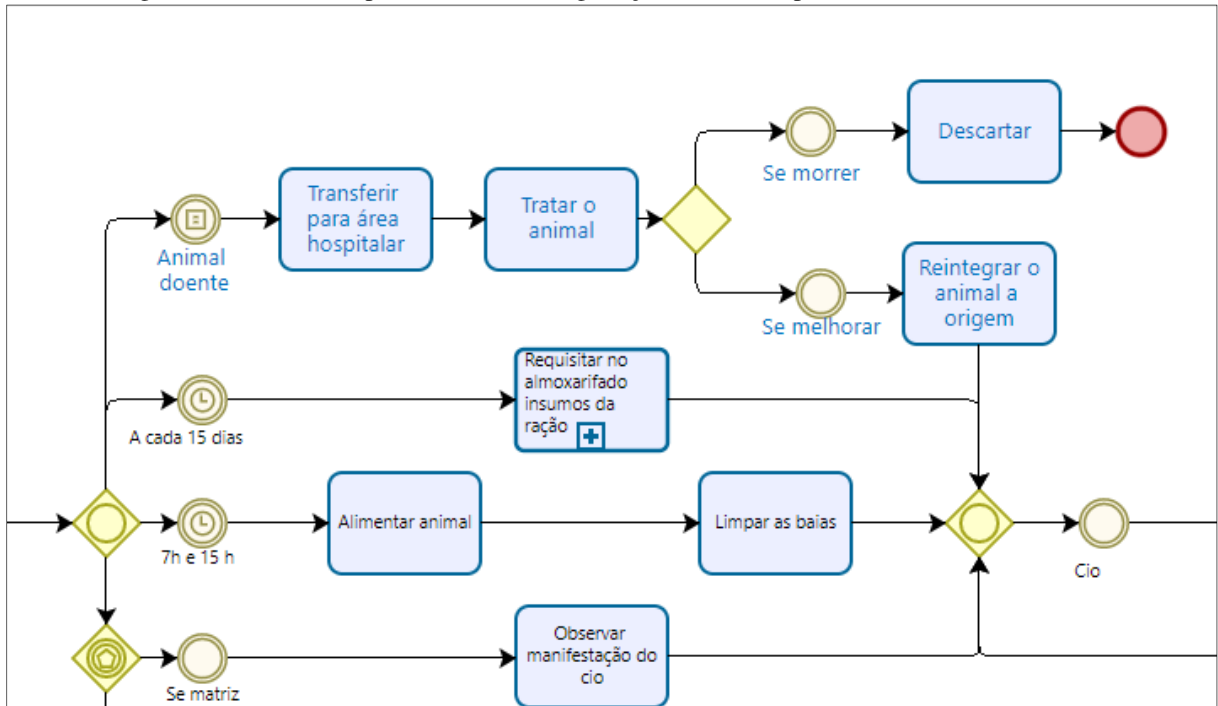 Descartar
Se morrer
Transferir
para área
hospitalar
Tratar o
animal
Animal
doente
Reintegrar o
animal a
origem
Se melhorar
Requisitar no
almoxarifado
insumos da
ração
A cada 15 dias
Alimentar animal
Limpar as baias
7h e 15 h
Cio
Observar
manifestação do
cio
Se matriz